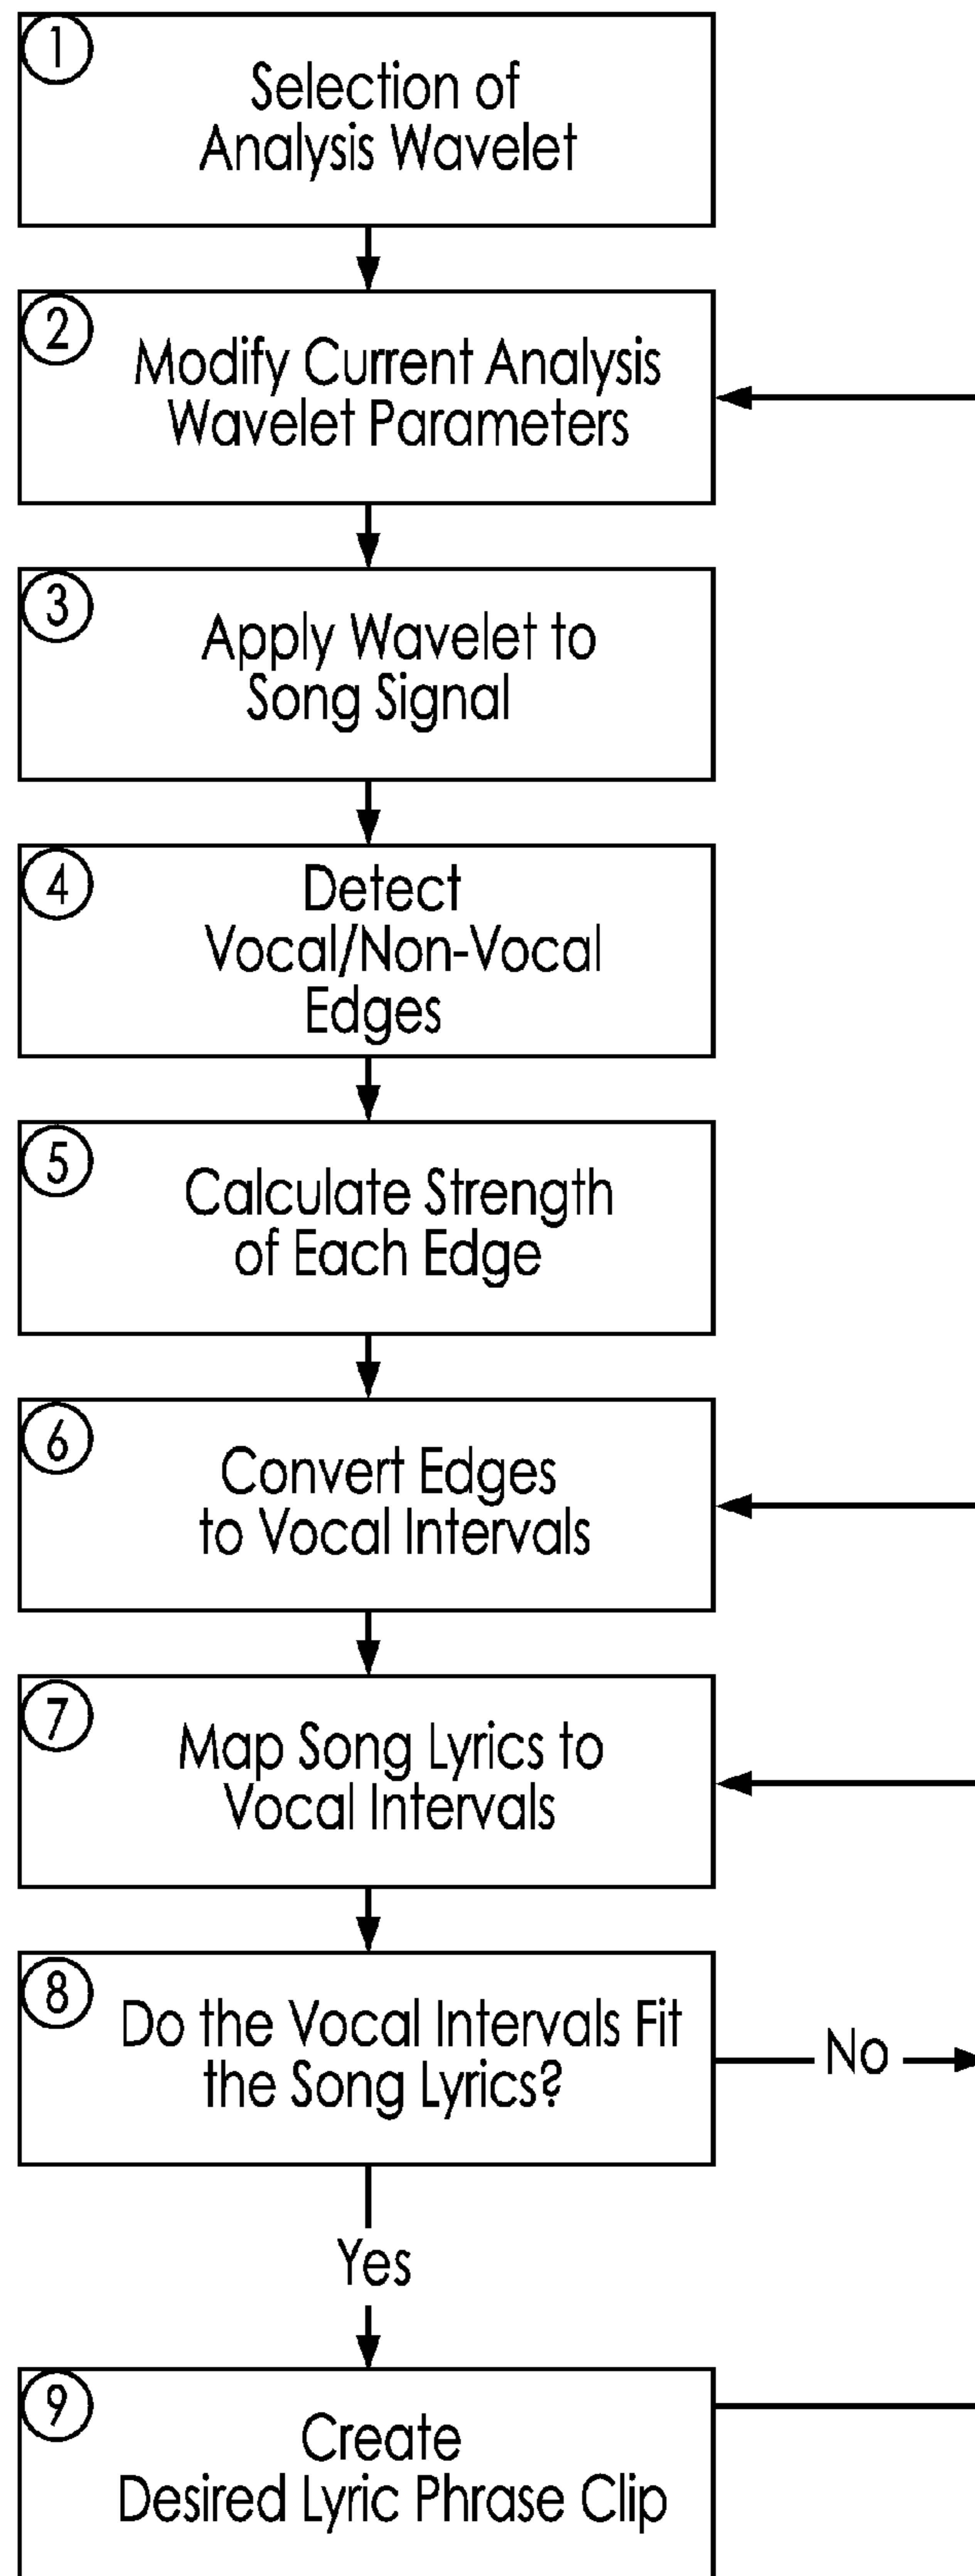 1
Selection of
Analysis Wavelet
2
Modify Current Analysis
Wavelet Parameters
3
Apply Wavelet to
Song Signal
4
Detect
Vocal/Non-Vocal
Edges
5
Calculate Strength
of Each Edge
6
Convert Edges
to Vocal Intervals
7
Map Song Lyrics to
Vocal Intervals
8
Do the Vocal Intervals Fit
the Song Lyrics?
No
Yes
9
Create
Desired Lyric Phrase Clip